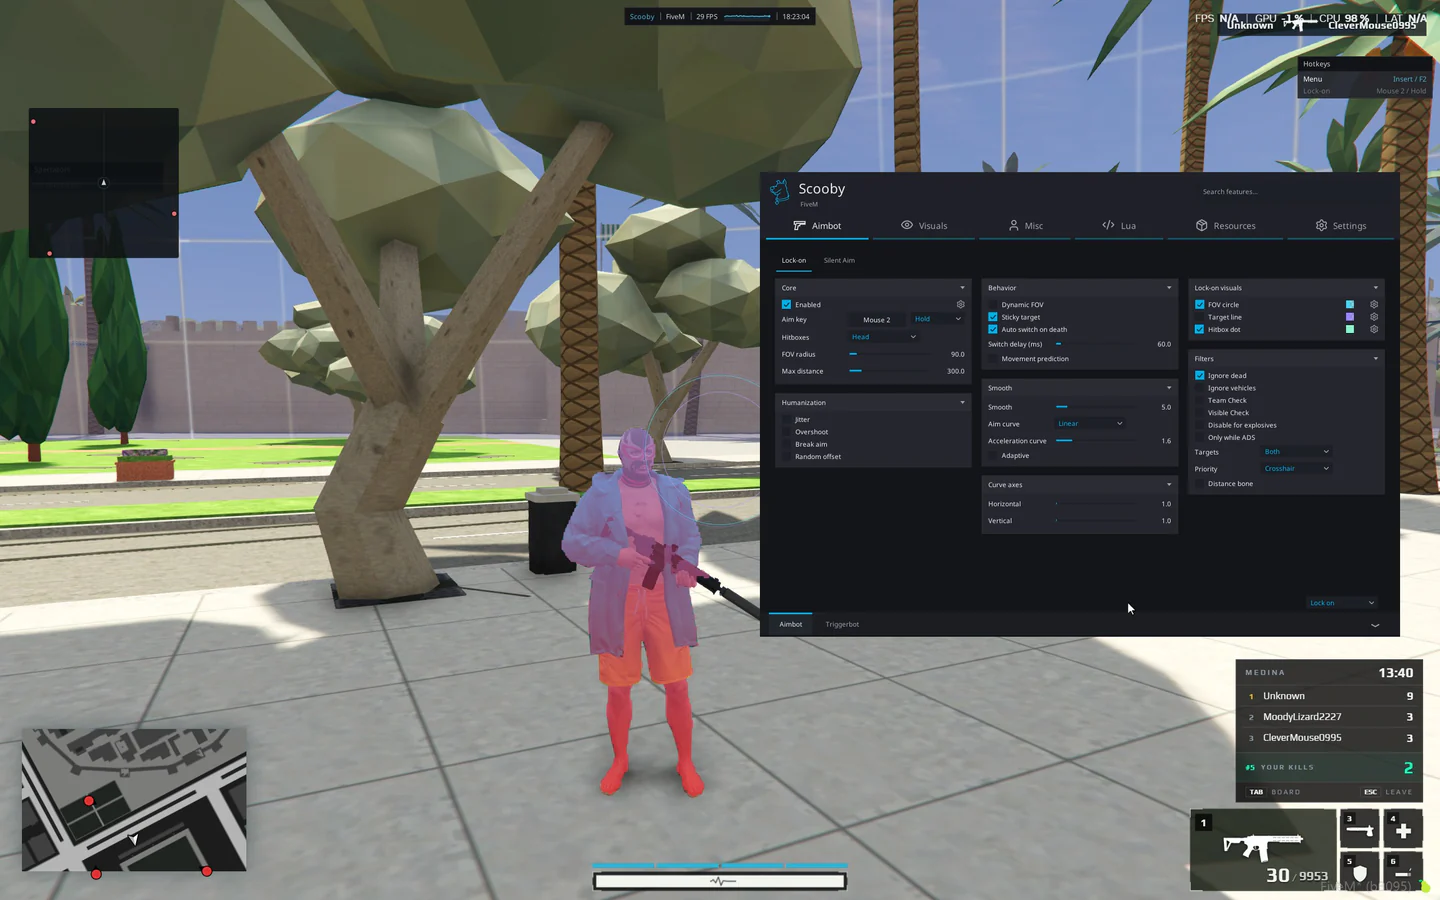 Scooby | FiveM | 29 FPS | 18:23:04
FPS N/A | GPU -1 % | CPU 98 % | LAT N/A
Unknown CleverMouse0995
Hotkeys
Menu Insert / F2
Lock-on Mouse 2 / Hold
Scooby
FiveM
Search features...
Aimbot Visuals Misc Lua Resources Settings
Lock-on Silent Aim
Core
Enabled
Aim key Mouse 2 Hold
Hitboxes Head
FOV radius 90.0
Max distance 300.0
Humanization
Jitter
Overshoot
Break aim
Random offset
Behavior
Dynamic FOV
Sticky target
Auto switch on death
Switch delay (ms) 60.0
Movement prediction
Smooth
Smooth 5.0
Aim curve Linear
Acceleration curve 1.6
Adaptive
Curve axes
Horizontal 1.0
Vertical 1.0
Lock-on visuals
FOV circle
Target line
Hitbox dot
Filters
Ignore dead
Ignore vehicles
Team Check
Visible Check
Disable for explosives
Only while ADS
Targets Both
Priority Crosshair
Distance bone
Lock on
Aimbot Triggerbot
MEDINA 13:40
1 Unknown 9
2 MoodyLizard2227 3
3 CleverMouse0995 3
#5 YOUR KILLS 2
TAB BOARD ESC LEAVE
1
3
4
5
6
30 / 9953